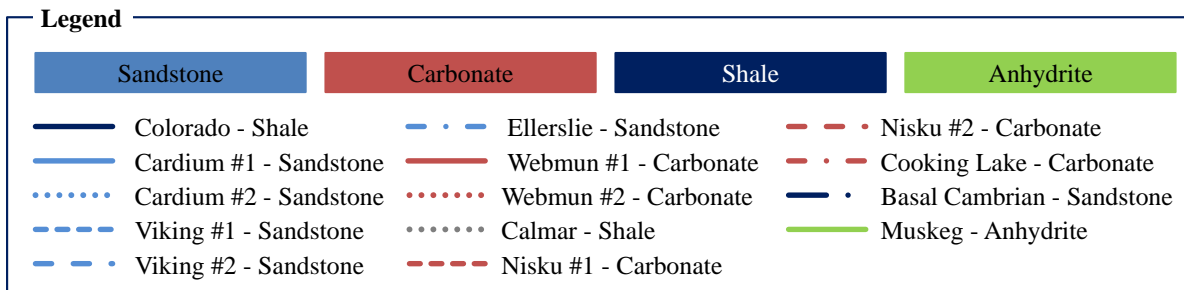 Legend
Sandstone Carbonate Shale Anhydrite
Colorado - Shale Ellerslie - Sandstone Nisku #2 - Carbonate
Cardium #1 - Sandstone Webmun #1 - Carbonate Cooking Lake - Carbonate
Cardium #2 - Sandstone Webmun #2 - Carbonate Basal Cambrian - Sandstone
Viking #1 - Sandstone Calmar - Shale Muskeg - Anhydrite
Viking #2 - Sandstone Nisku #1 - Carbonate